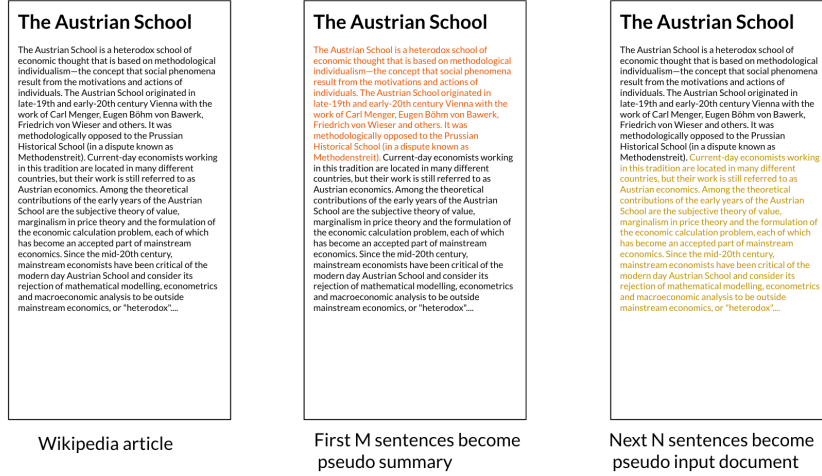 The Austrian School
The Austrian School is a heterodox school of
economic thought that is based on methodological
individualism—the concept that social phenomena
result from the motivations and actions of
individuals. The Austrian School originated in
late-19th and early-20th century Vienna with the
work of Carl Menger, Eugen Böhm von Bawerk,
Friedrich von Wieser and others. It was
methodologically opposed to the Prussian
Historical School (in a dispute known as
Methodenstreit). Current-day economists working
in this tradition are located in many different
countries, but their work is still referred to as
Austrian economics. Among the theoretical
contributions of the early years of the Austrian
School are the subjective theory of value,
marginalism in price theory and the formulation of
the economic calculation problem, each of which
has become an accepted part of mainstream
economics. Since the mid-20th century,
mainstream economists have been critical of the
modern day Austrian School and consider its
rejection of mathematical modelling, econometrics
and macroeconomic analysis to be outside
mainstream economics, or "heterodox"....
Wikipedia article
The Austrian School
The Austrian School is a heterodox school of
economic thought that is based on methodological
individualism—the concept that social phenomena
result from the motivations and actions of
individuals. The Austrian School originated in
late-19th and early-20th century Vienna with the
work of Carl Menger, Eugen Böhm von Bawerk,
Friedrich von Wieser and others. It was
methodologically opposed to the Prussian
Historical School (in a dispute known as
Methodenstreit). Current-day economists working
in this tradition are located in many different
countries, but their work is still referred to as
Austrian economics. Among the theoretical
contributions of the early years of the Austrian
School are the subjective theory of value,
marginalism in price theory and the formulation of
the economic calculation problem, each of which
has become an accepted part of mainstream
economics. Since the mid-20th century,
mainstream economists have been critical of the
modern day Austrian School and consider its
rejection of mathematical modelling, econometrics
and macroeconomic analysis to be outside
mainstream economics, or "heterodox"....
First M sentences become
pseudo summary
The Austrian School
The Austrian School is a heterodox school of
economic thought that is based on methodological
individualism—the concept that social phenomena
result from the motivations and actions of
individuals. The Austrian School originated in
late-19th and early-20th century Vienna with the
work of Carl Menger, Eugen Böhm von Bawerk,
Friedrich von Wieser and others. It was
methodologically opposed to the Prussian
Historical School (in a dispute known as
Methodenstreit). Current-day economists working
in this tradition are located in many different
countries, but their work is still referred to as
Austrian economics. Among the theoretical
contributions of the early years of the Austrian
School are the subjective theory of value,
marginalism in price theory and the formulation of
the economic calculation problem, each of which
has become an accepted part of mainstream
economics. Since the mid-20th century,
mainstream economists have been critical of the
modern day Austrian School and consider its
rejection of mathematical modelling, econometrics
and macroeconomic analysis to be outside
mainstream economics, or "heterodox"....
Next N sentences become
pseudo input document